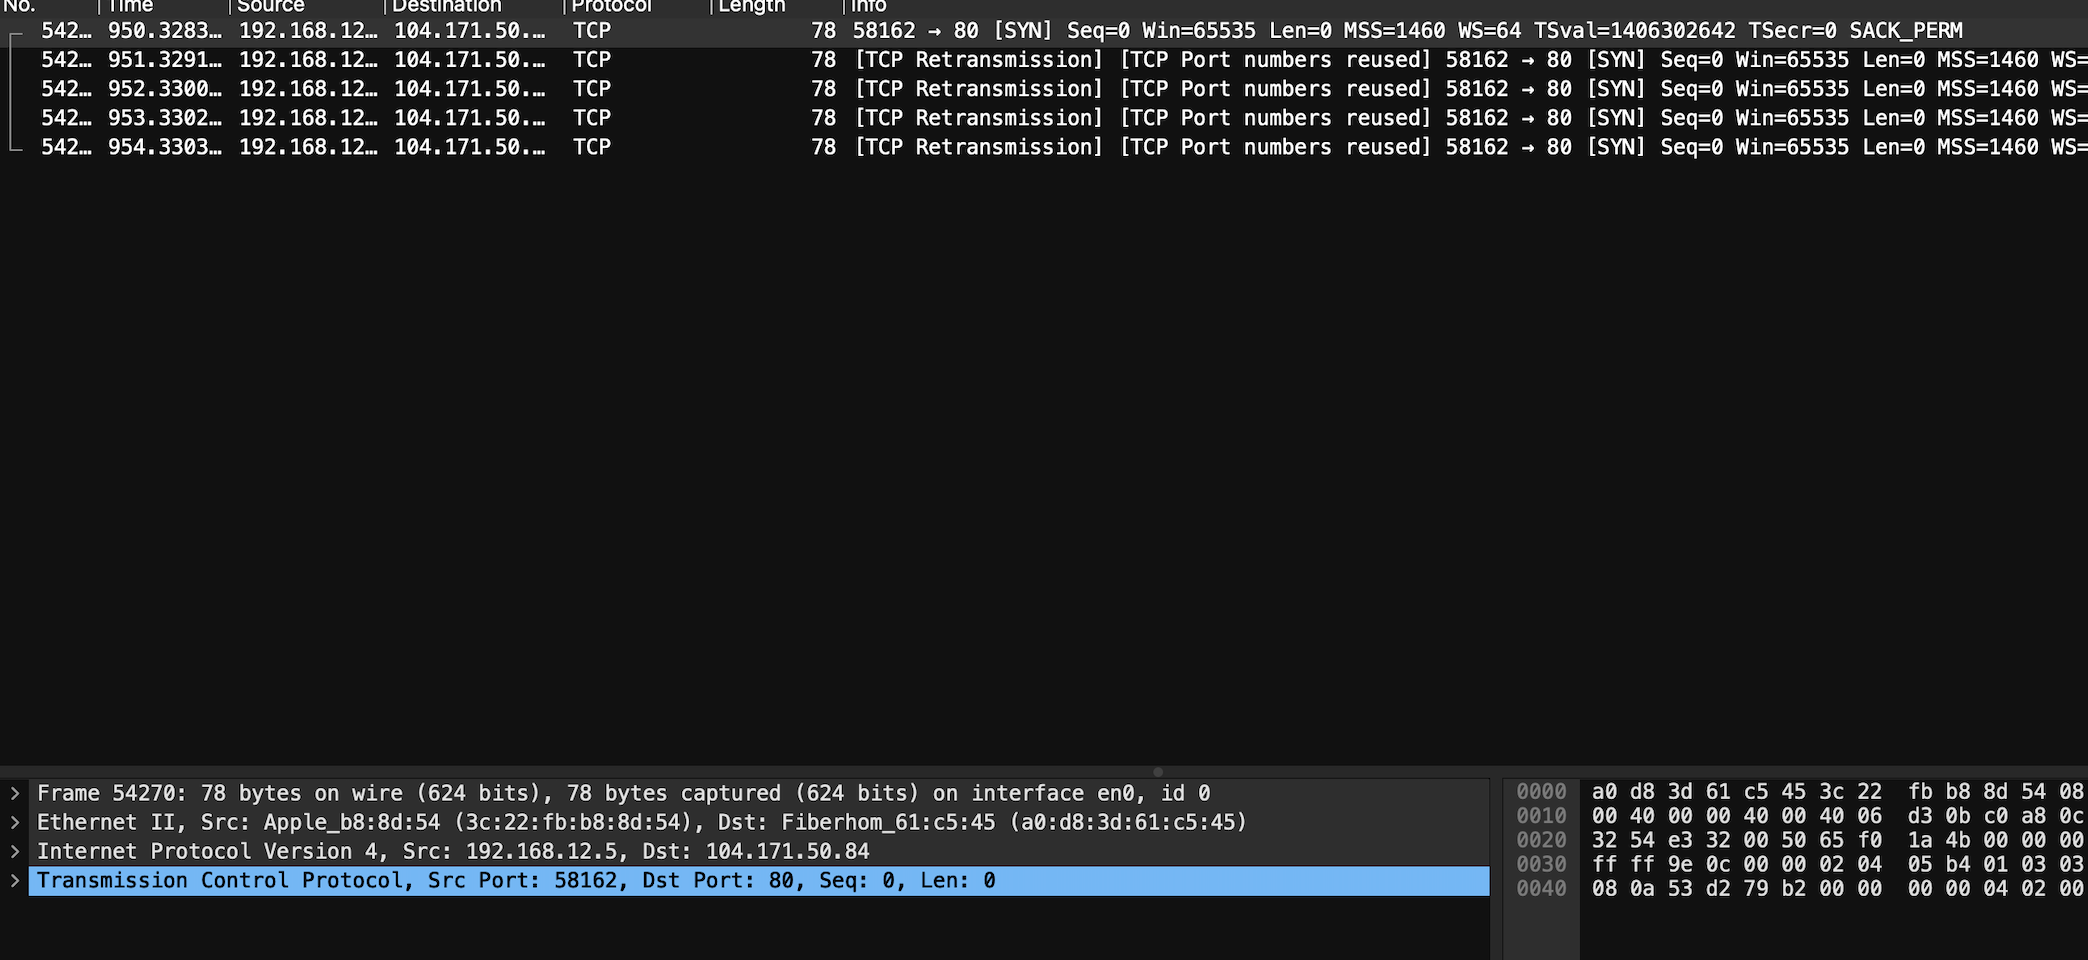 No. Time Source Destination Protocol Length Info
542… 950.3283… 192.168.12… 104.171.50.… TCP 78 58162 → 80 [SYN] Seq=0 Win=65535 Len=0 MSS=1460 WS=64 TSval=1406302642 TSecr=0 SACK_PERM
542… 951.3291… 192.168.12… 104.171.50.… TCP 78 [TCP Retransmission] [TCP Port numbers reused] 58162 → 80 [SYN] Seq=0 Win=65535 Len=0 MSS=1460 WS=
542… 952.3300… 192.168.12… 104.171.50.… TCP 78 [TCP Retransmission] [TCP Port numbers reused] 58162 → 80 [SYN] Seq=0 Win=65535 Len=0 MSS=1460 WS=
542… 953.3302… 192.168.12… 104.171.50.… TCP 78 [TCP Retransmission] [TCP Port numbers reused] 58162 → 80 [SYN] Seq=0 Win=65535 Len=0 MSS=1460 WS=
542… 954.3303… 192.168.12… 104.171.50.… TCP 78 [TCP Retransmission] [TCP Port numbers reused] 58162 → 80 [SYN] Seq=0 Win=65535 Len=0 MSS=1460 WS=
Frame 54270: 78 bytes on wire (624 bits), 78 bytes captured (624 bits) on interface en0, id 0
Ethernet II, Src: Apple_b8:8d:54 (3c:22:fb:b8:8d:54), Dst: Fiberhom_61:c5:45 (a0:d8:3d:61:c5:45)
Internet Protocol Version 4, Src: 192.168.12.5, Dst: 104.171.50.84
Transmission Control Protocol, Src Port: 58162, Dst Port: 80, Seq: 0, Len: 0
0000 a0 d8 3d 61 c5 45 3c 22 fb b8 8d 54 08
0010 00 40 00 00 40 00 40 06 d3 0b c0 a8 0c
0020 32 54 e3 32 00 50 65 f0 1a 4b 00 00 00
0030 ff ff 9e 0c 00 00 02 04 05 b4 01 03 03
0040 08 0a 53 d2 79 b2 00 00 00 00 04 02 00